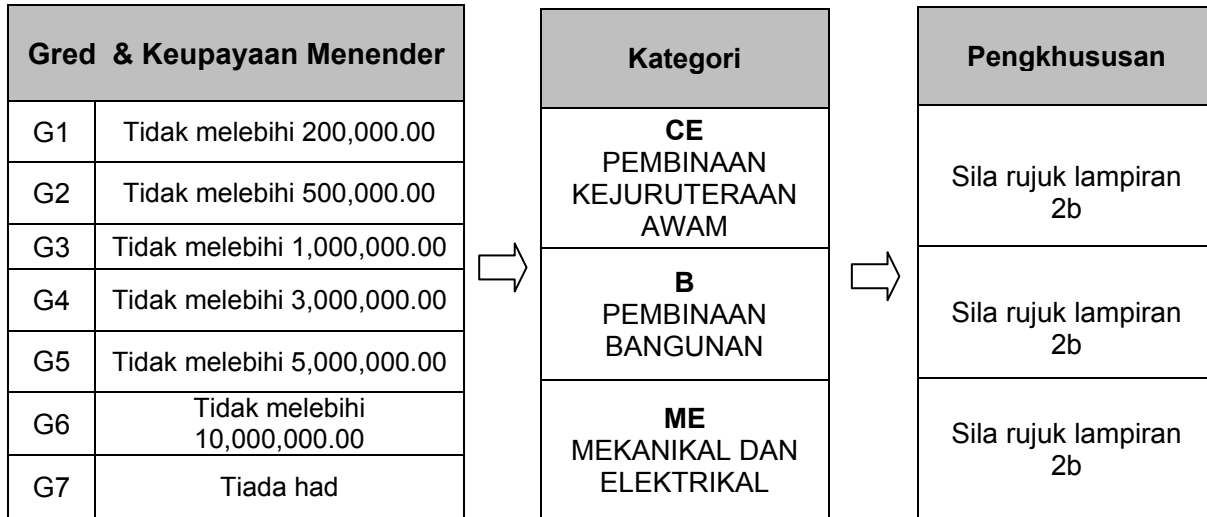 Gred & Keupayaan Menender
G1 Tidak melebihi 200,000.00
G2 Tidak melebihi 500,000.00
G3 Tidak melebihi 1,000,000.00
G4 Tidak melebihi 3,000,000.00
G5 Tidak melebihi 5,000,000.00
G6 Tidak melebihi
10,000,000.00
G7 Tiada had
Kategori
CE
PEMBINAAN
KEJURUTERAAN
AWAM
B
PEMBINAAN
BANGUNAN
ME
MEKANIKAL DAN
ELEKTRIKAL
Pengkhususan
Sila rujuk lampiran
2b
Sila rujuk lampiran
2b
Sila rujuk lampiran
2b